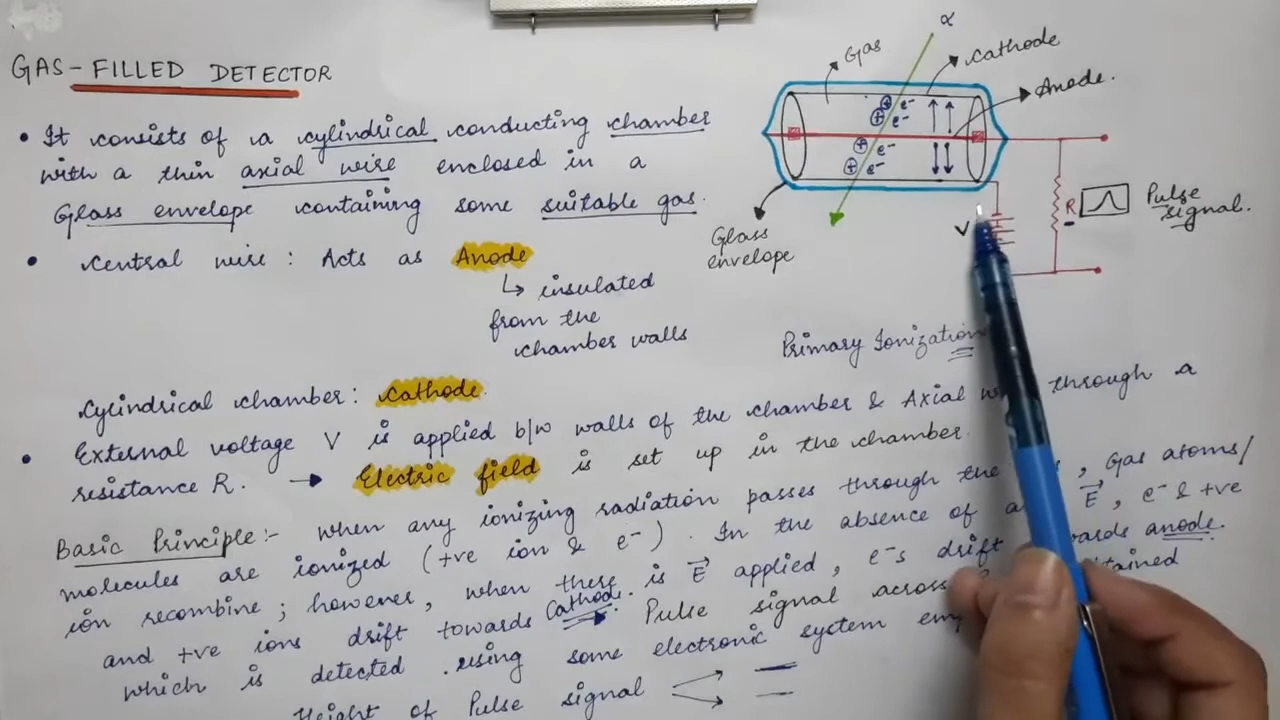 GAS-FILLED DETECTOR
• It consists of a cylindrical conducting chamber
with a thin axial wire enclosed in a
Glass envelope containing some suitable gas.
• Central wire: Acts as Anode
↳ insulated
from the
chamber walls
Cylindrical chamber: Cathode
• External voltage V is applied b/w walls of the chamber & Axial through a
resistance R. → Electric field is set up in the chamber.
Basic Principle:- when any ionizing radiation passes through the , Gas atoms/
molecules are ionized (+ve ion & e⁻). In the absence of E⃗, e⁻ & +ve
ion recombine; however, when there is E⃗ applied, e⁻s drift anode.
and +ve ions drift towards Cathode. Pulse signal across
which is detected using some electronic system
Height of Pulse signal
α
Gas
Cathode
Anode.
⊕ e⁻
⊕ e⁻
⊕ e⁻
⊕ e⁻
Glass
envelope
V
R
Pulse
signal.
Primary Ionization